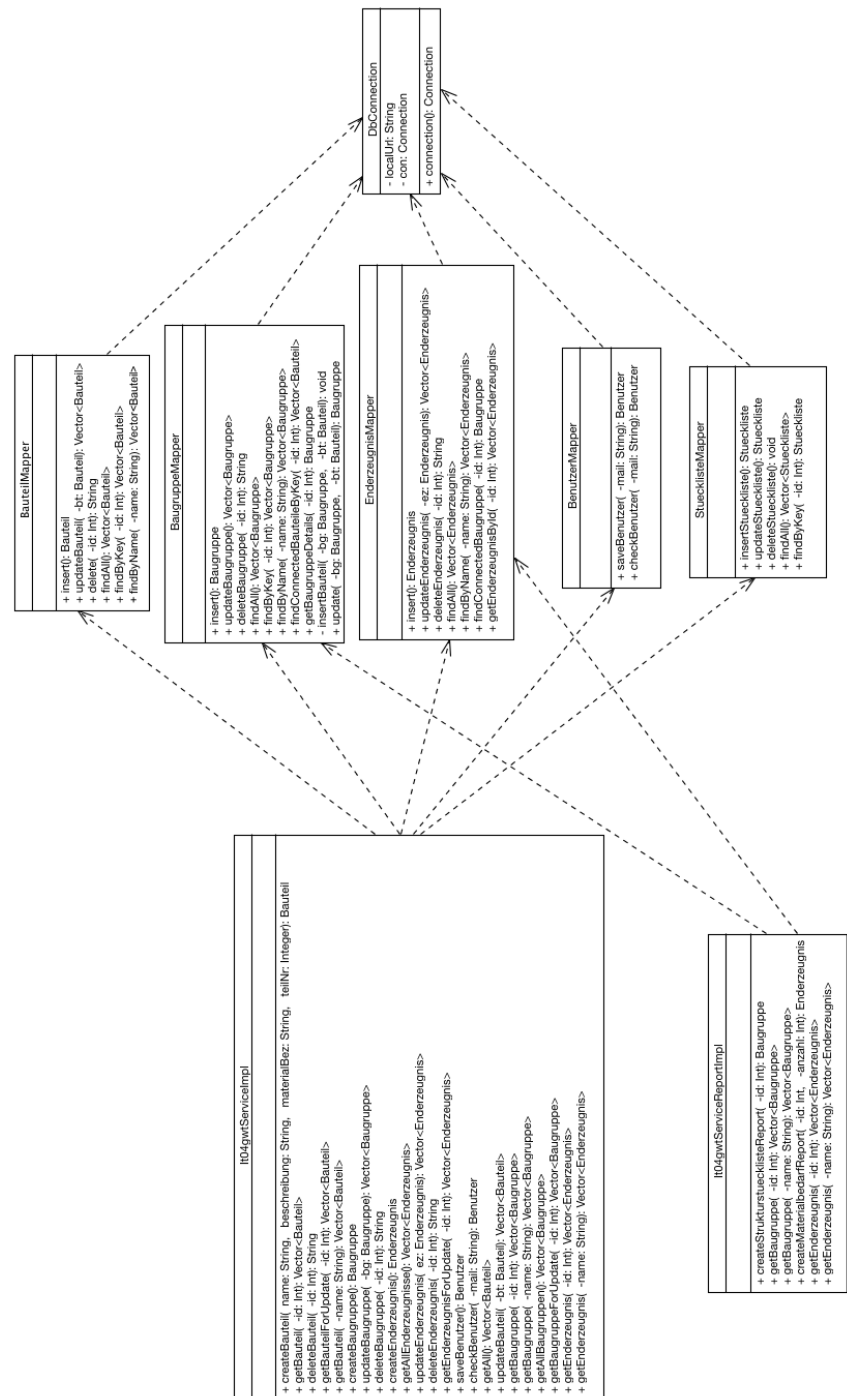 DbConnection
- localUrl: String
- con: Connection
+ connection(): Connection
BauteilMapper
+ insert(): Bauteil
+ updateBauteil( -bt: Bauteil): Vector<Bauteil>
+ delete( -id: Int): String
+ findAll(): Vector<Bauteil>
+ findByKey( -id: Int): Vector<Bauteil>
+ findByName( -name: String): Vector<Bauteil>
BaugruppeMapper
+ insert(): Baugruppe
+ updateBaugruppe(): Vector<Baugruppe>
+ deleteBaugruppe( -id: Int): String
+ findAll(): Vector<Baugruppe>
+ findByKey( -id: Int): Vector<Baugruppe>
+ findByName( -name: String): Vector<Baugruppe>
+ findConnectedBauteileByKey( -id: Int): Vector<Bauteil>
+ getBaugruppeDetails( -id: Int): Baugruppe
- insertBauteil( -bg: Baugruppe, -bt: Bauteil): void
+ update( -bg: Baugruppe, -bt: Bauteil): Baugruppe
EnderzeugnisMapper
+ insert(): Enderzeugnis
+ updateEnderzeugnis( -ez: Enderzeugnis): Vector<Enderzeugnis>
+ deleteEnderzeugnis( -id: Int): String
+ findAll(): Vector<Enderzeugnis>
+ findByName( -name: String): Vector<Enderzeugnis>
+ findConnectedBaugruppe( -id: Int): Baugruppe
+ getEnderzeugnisById( -id: Int): Vector<Enderzeugnis>
BenutzerMapper
+ saveBenutzer( -mail: String): Benutzer
+ checkBenutzer( -mail: String): Benutzer
StuecklisteMapper
+ insertStueckliste(): Stueckliste
+ updateStueckliste(): Stueckliste
+ deleteStueckliste(): void
+ findAll(): Vector<Stueckliste>
+ findByKey( -id: Int): Stueckliste
It04gwtServiceImpl
+ createBauteil( name: String, beschreibung: String, materialBez: String, teilNr: Integer): Bauteil
+ getBauteil( -id: Int): Vector<Bauteil>
+ deleteBauteil( -id: Int): String
+ getBauteilForUpdate( -id: Int): Vector<Bauteil>
+ getBauteil( -name: String): Vector<Bauteil>
+ createBaugruppe(): Baugruppe
+ updateBaugruppe( -bg: Baugruppe): Vector<Baugruppe>
+ deleteBaugruppe( -id: Int): String
+ createEnderzeugnis(): Enderzeugnis
+ getAllEnderzeugnisse(): Vector<Enderzeugnis>
+ updateEnderzeugnis( ez: Enderzeugnis): Vector<Enderzeugnis>
+ deleteEnderzeugnis( -id: Int): String
+ getEnderzeugnisForUpdate( -id: Int): Vector<Enderzeugnis>
+ saveBenutzer(): Benutzer
+ checkBenutzer( -mail: String): Benutzer
+ getAll(): Vector<Bauteil>
+ updateBauteil( -bt: Bauteil): Vector<Bauteil>
+ getBaugruppe( -id: Int): Vector<Baugruppe>
+ getBaugruppe( -name: String): Vector<Baugruppe>
+ getAllBaugruppen(): Vector<Baugruppe>
+ getBaugruppeForUpdate( -id: Int): Vector<Baugruppe>
+ getEnderzeugnis( -id: Int): Vector<Enderzeugnis>
+ getEnderzeugnis( -name: String): Vector<Enderzeugnis>
It04gwtServiceReportImpl
+ createStrukturstuecklisteReport( -id: Int): Baugruppe
+ getBaugruppe( -id: Int): Vector<Baugruppe>
+ getBaugruppe( -name: String): Vector<Baugruppe>
+ createMaterialbedarfReport( -id: Int, -anzahl: Int): Enderzeugnis
+ getEnderzeugnis( -id: Int): Vector<Enderzeugnis>
+ getEnderzeugnis( -name: String): Vector<Enderzeugnis>